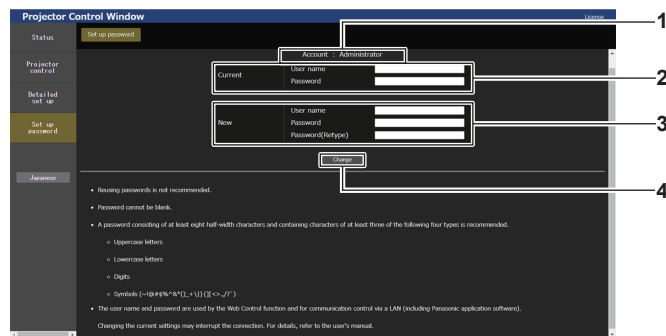 Projector Control Window
License
Status
Set up password
Projector
control
Detailed
set up
Set up
password
Japanese
Account : Administrator
Current
User name
Password
New
User name
Password
Password(Retype)
Change
1
2
3
4
• Reusing passwords is not recommended.
• Password cannot be blank.
• A password consisting of at least eight half-width characters and containing characters of at least three of the following four types is recommended.
○ Uppercase letters
○ Lowercase letters
○ Digits
○ Symbols (~!@#$%^&*()_+\|}{][<>.,/?`)
• The user name and password are used by the Web Control function and for communication control via a LAN (including Panasonic application software).
Changing the current settings may interrupt the connection. For details, refer to the user's manual.